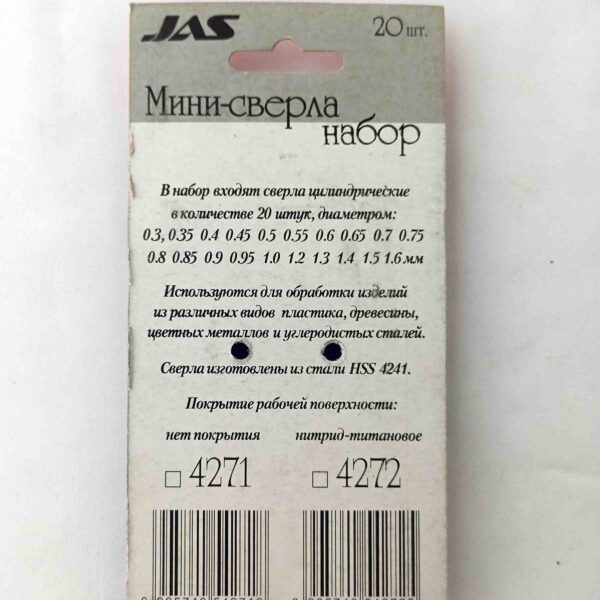 JAS 20 шт.
Мини-сверла
набор
В набор входят сверла цилиндрические
в количестве 20 штук, диаметром:
0.3, 0.35 0.4 0.45 0.5 0.55 0.6 0.65 0.7 0.75
0.8 0.85 0.9 0.95 1.0 1.2 1.3 1.4 1.5 1.6 мм
Используются для обработки изделий
из различных видов пластика, древесины,
цветных металлов и углеродистых сталей.
Сверла изготовлены из стали HSS 4241.
Покрытие рабочей поверхности:
нет покрытия нитрид-титановое
4271 4272